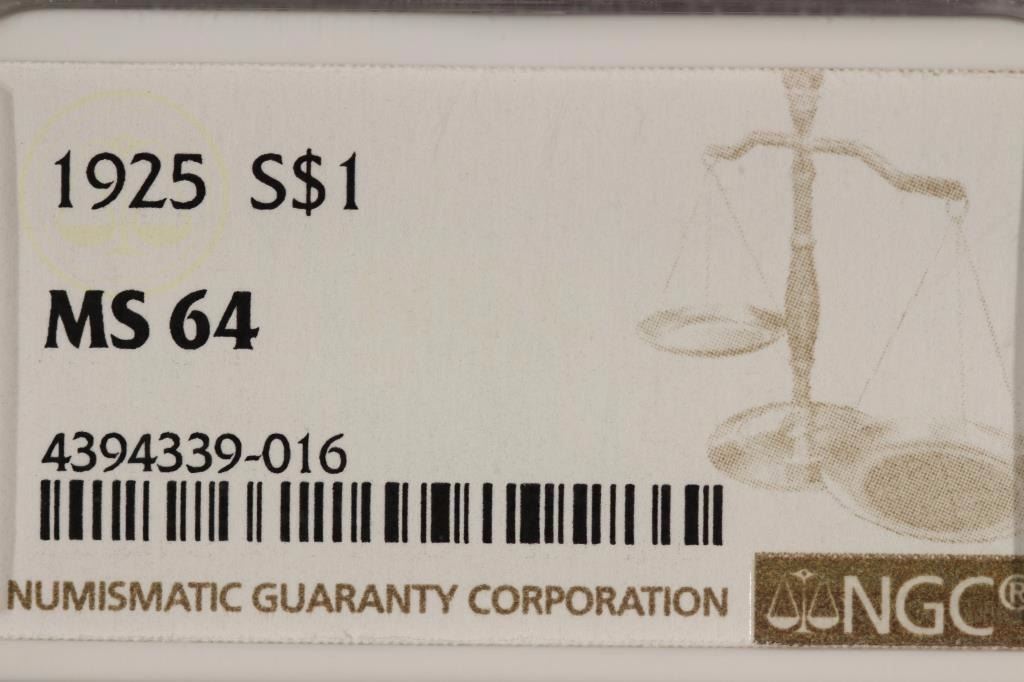 1925 S$1
MS 64
4394339-016
NUMISMATIC GUARANTY CORPORATION
NGC®